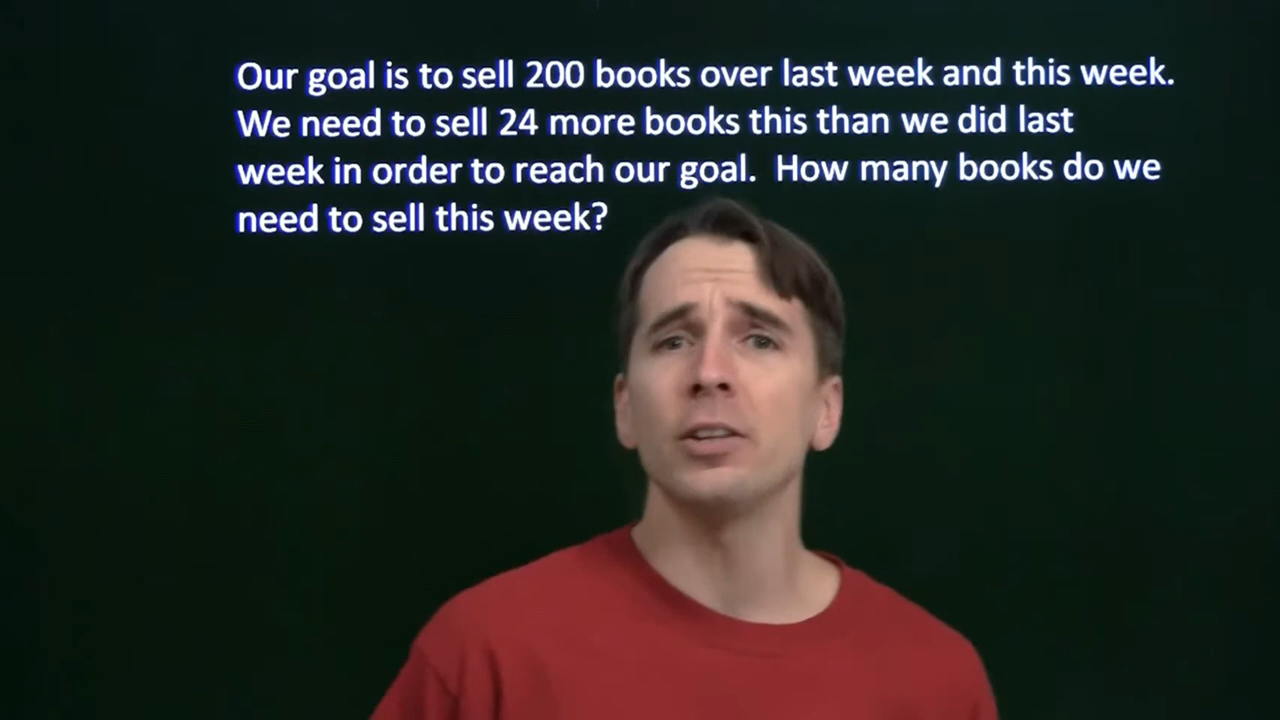 Our goal is to sell 200 books over last week and this week.
We need to sell 24 more books this than we did last
week in order to reach our goal.  How many books do we
need to sell this week?